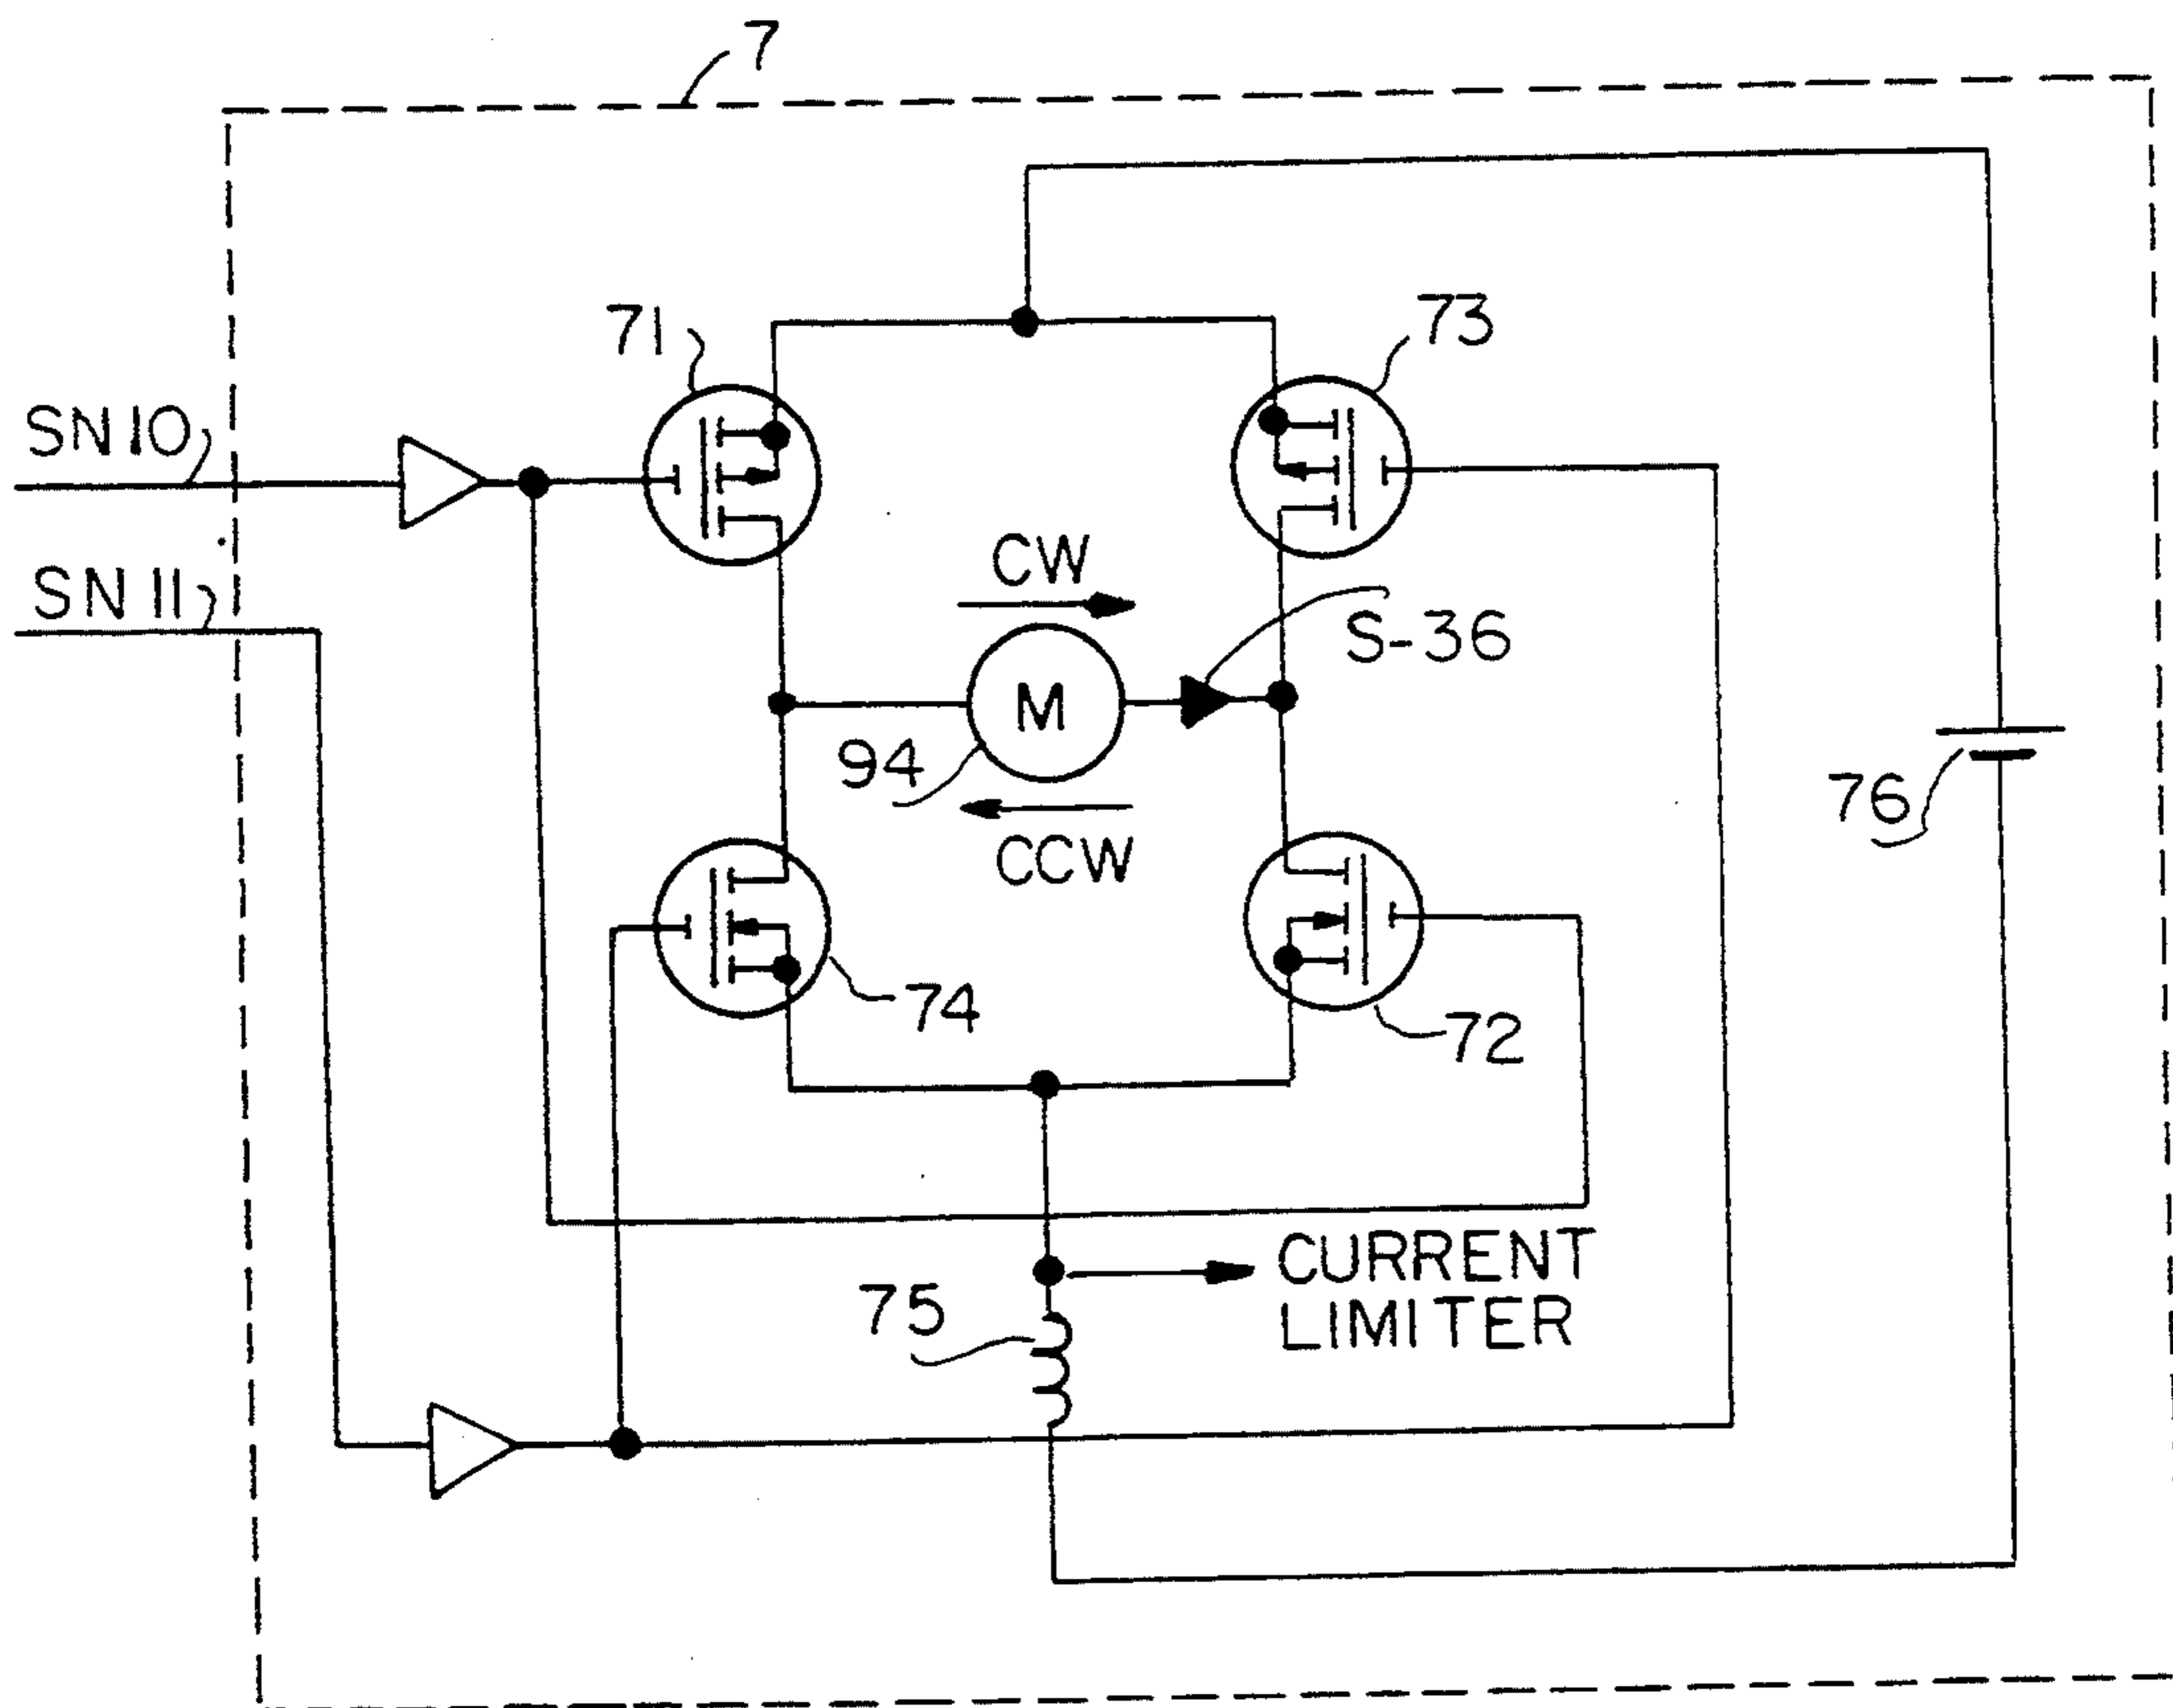 7
71
73
SN10
SN11
CW
S-36
M
94
CCW
76
74
72
CURRENT
LIMITER
75